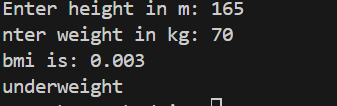 Enter height in m: 165
nter weight in kg: 70
bmi is: 0.003
underweight